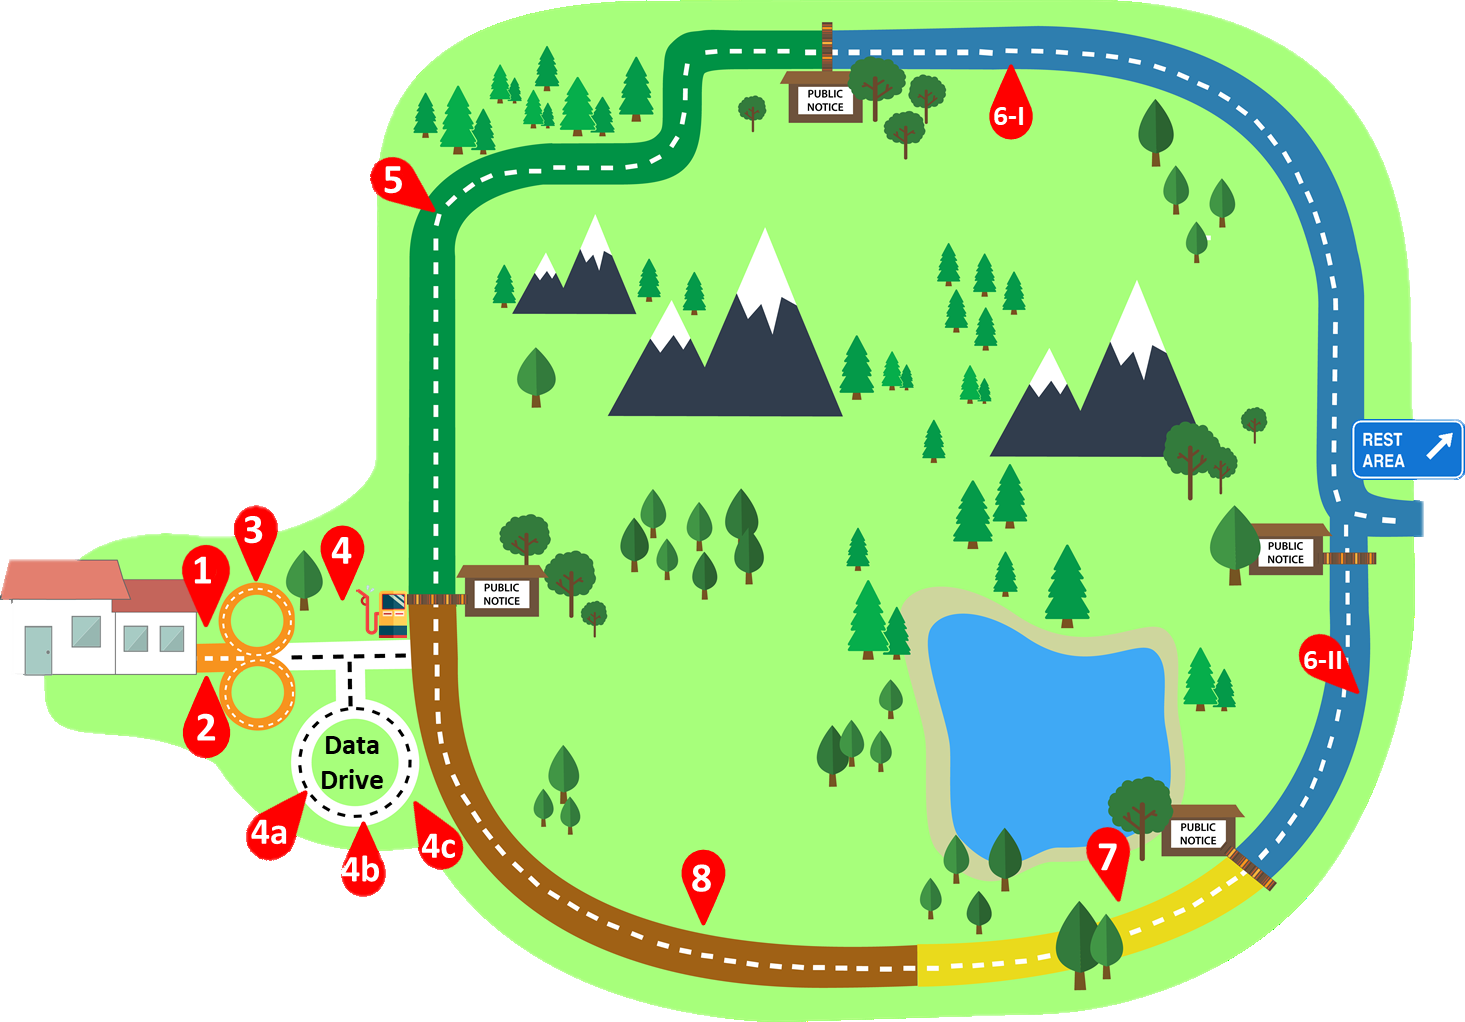 PUBLIC
NOTICE
6-I
5
REST
AREA
3
4
1
PUBLIC
NOTICE
PUBLIC
NOTICE
6-II
2
Data
Drive
4a
4b
4c
PUBLIC
NOTICE
7
8